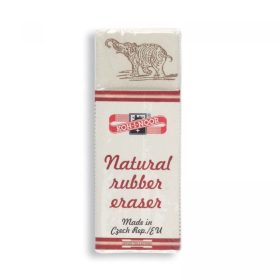 KOH-I-NOOR
Natural
rubber
eraser
Made in
Czech Rep./EU